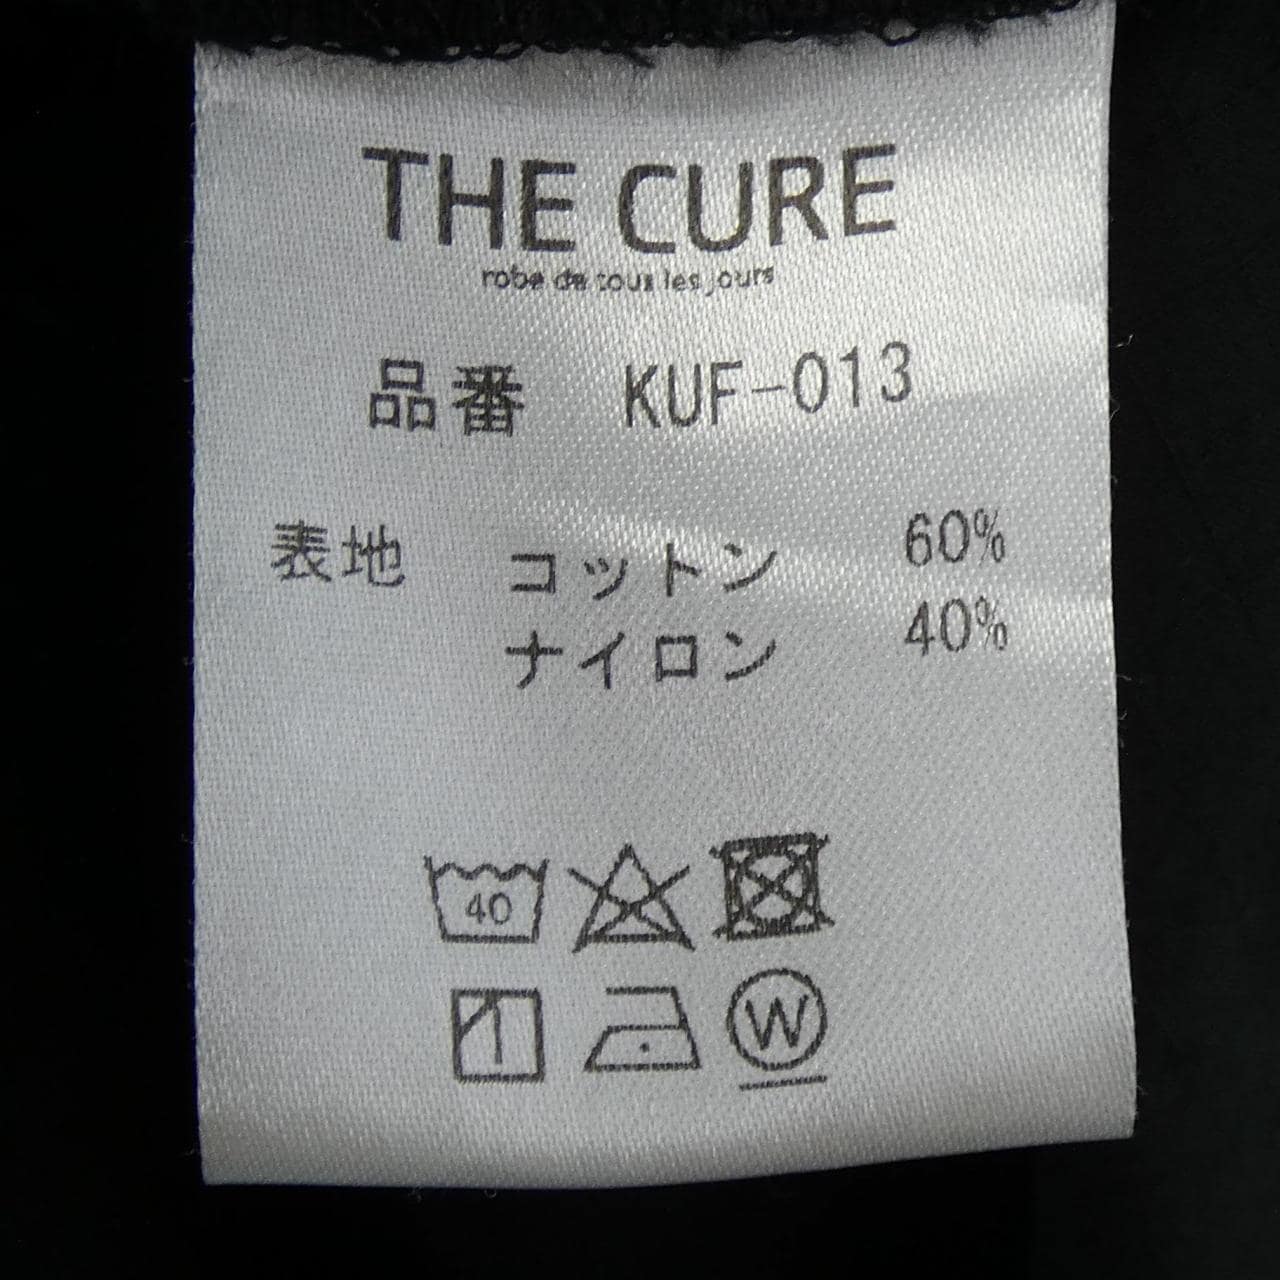 THE CURE
robe de tous les jours
品番 KUF-013
表地 コットン 60%
ナイロン 40%
40
W